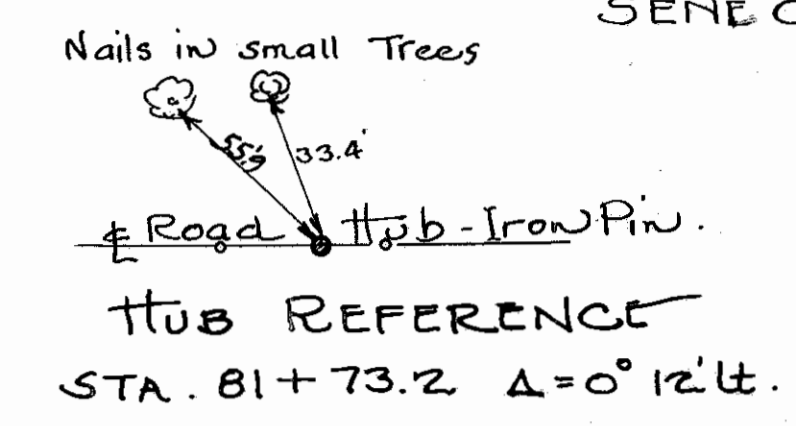 SENEC
Nails in small Trees
55.9
33.4'
℄ Road Hub - Iron Pin.
HUB REFERENCE
STA. 81+73.2 Δ=0° 12' lt.